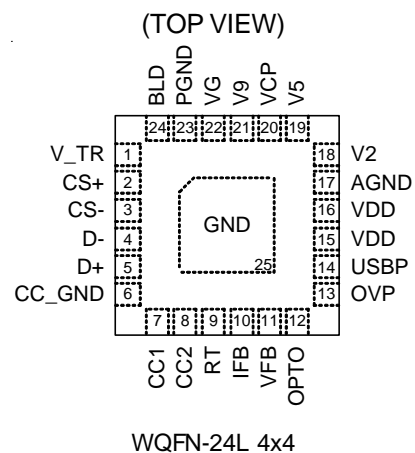 (TOP VIEW)
BLD PGND VG V9 VCP V5
24 23 22 21 20 19
V_TR 1 18 V2
CS+ 2 17 AGND
CS- 3 16 VDD
GND
D- 4 15 VDD
D+ 5 25 14 USBP
CC_GND 6 13 OVP
7 8 9 10 11 12
CC1 CC2 RT IFB VFB OPTO
WQFN-24L 4x4